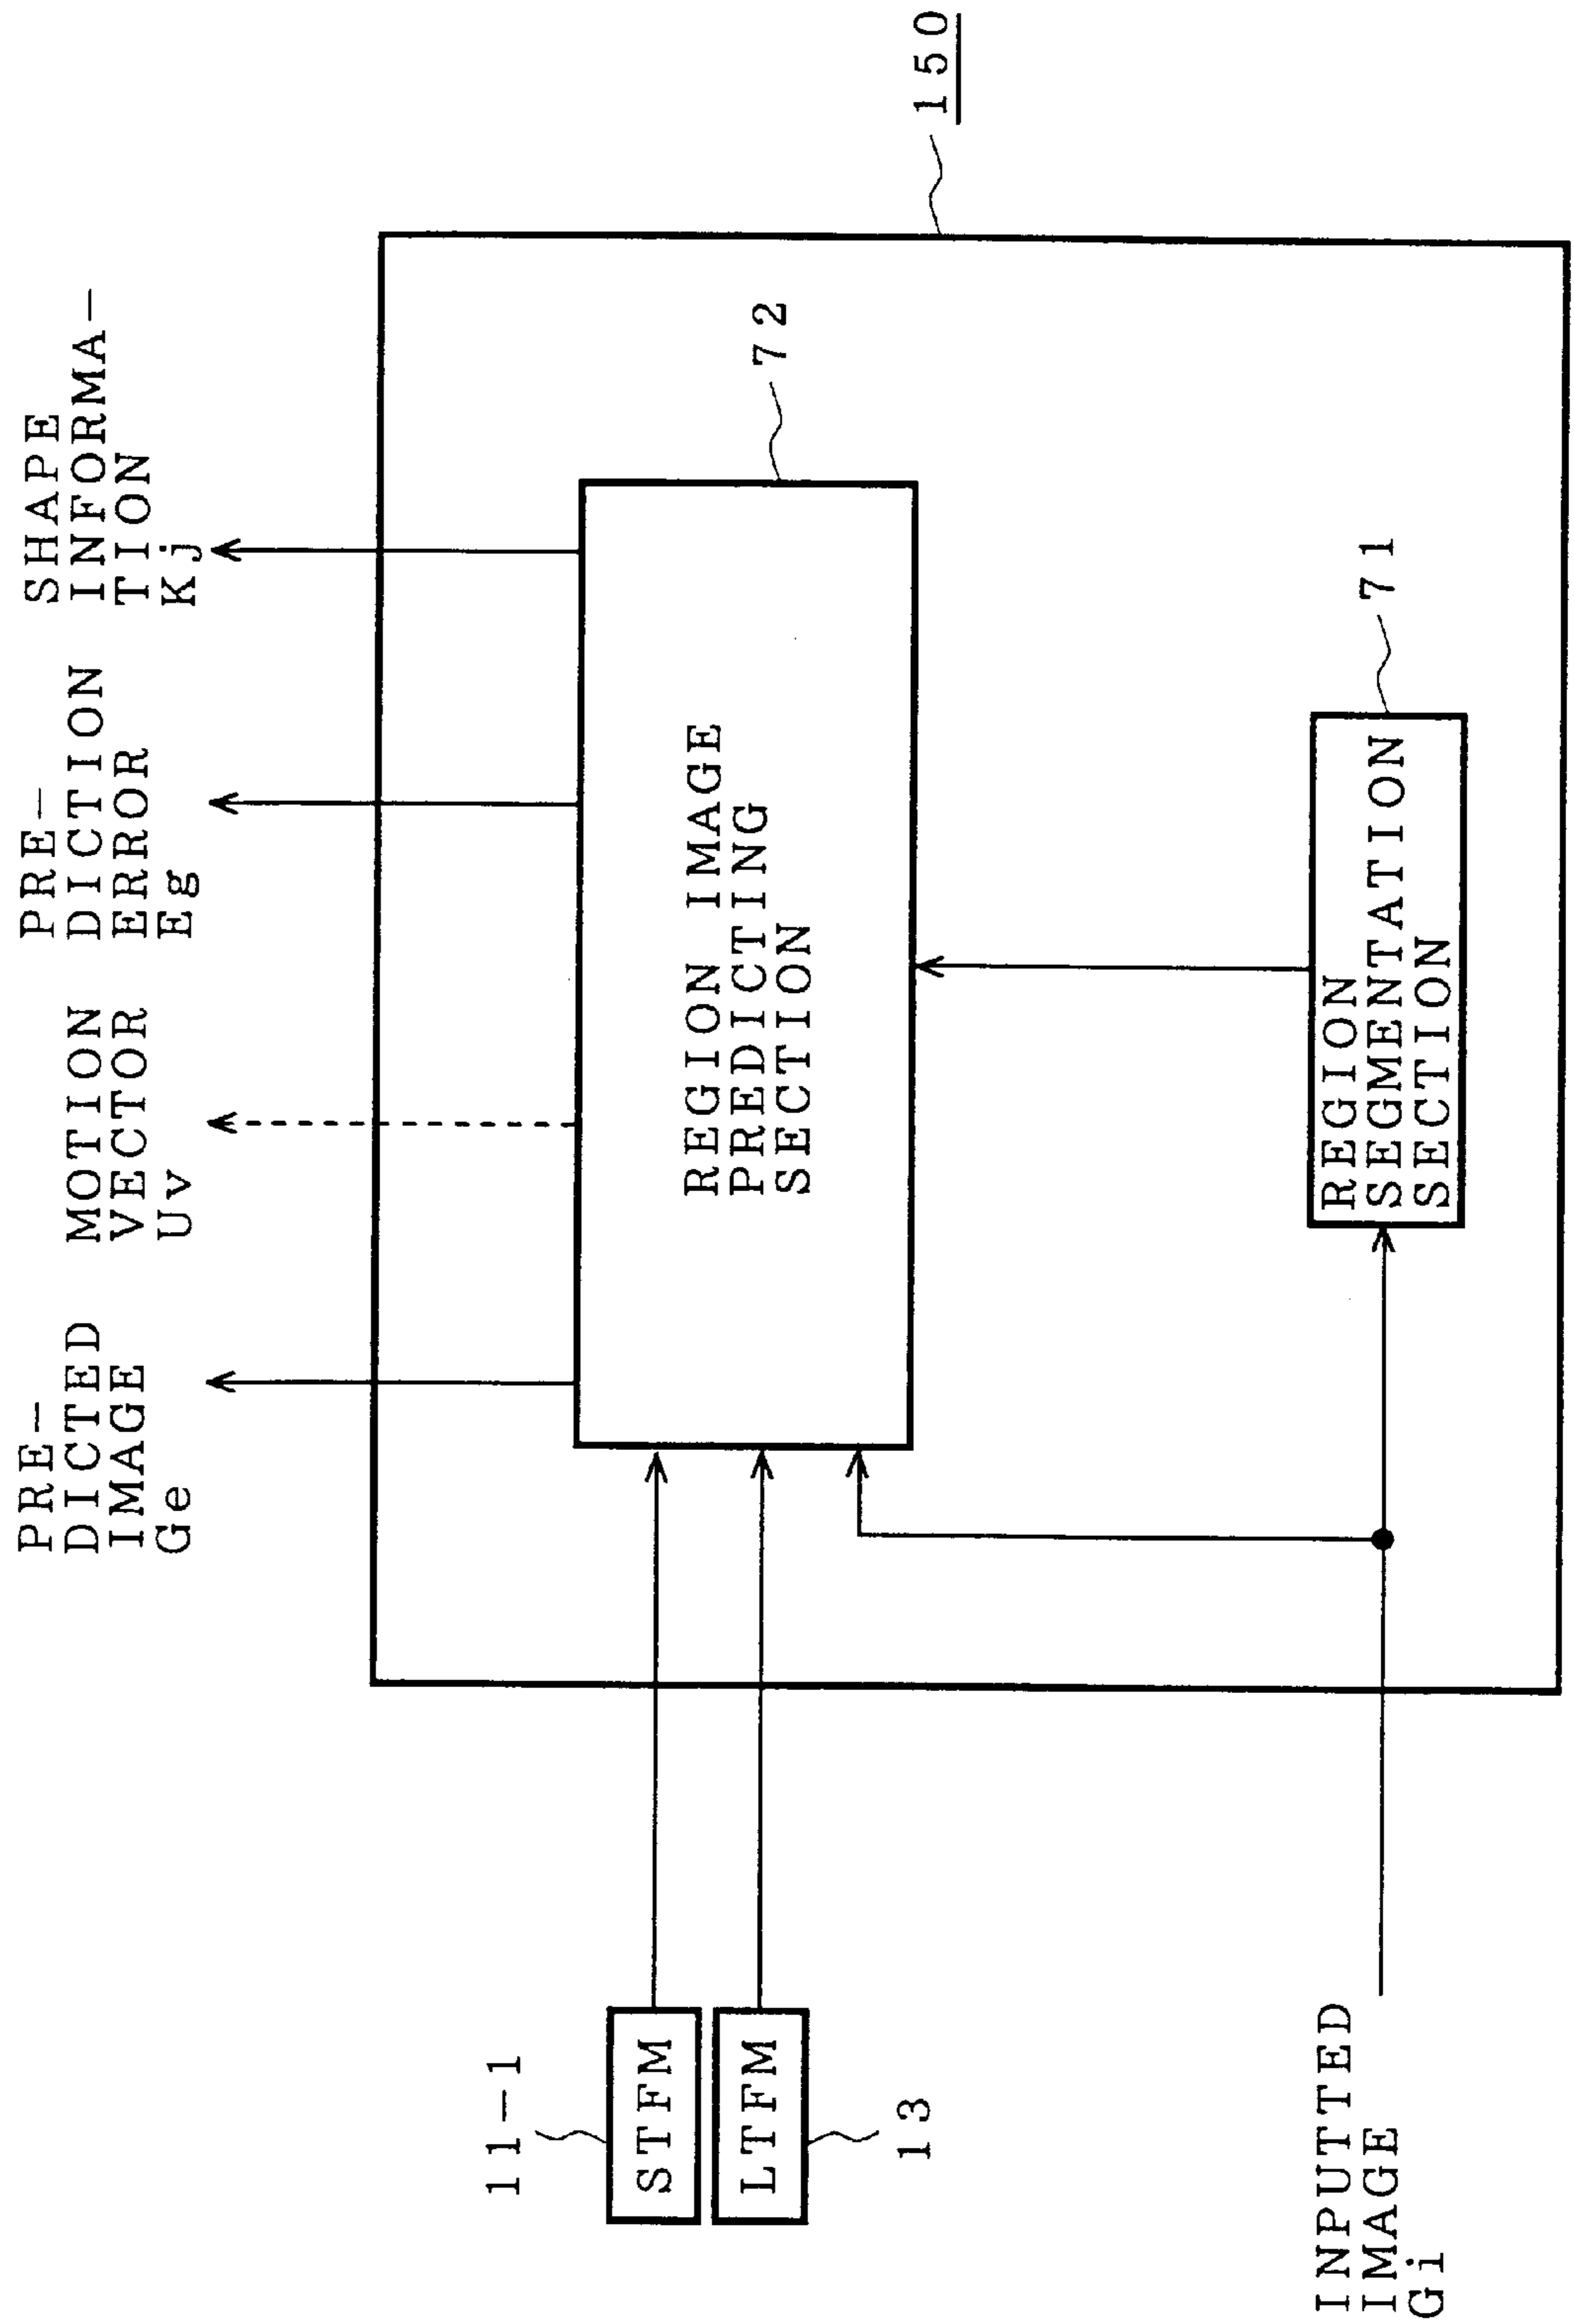 PRE-
DICTED
IMAGE
Ge
MOTION
VECTOR
Uv
PRE-
DICTION
ERROR
Eg
SHAPE
INFORMA-
TION
Kj
150
72
REGION IMAGE
PREDICTING
SECTION
11-1
STFM
LTFM
13
71
REGION
SEGMENTATION
SECTION
INPUTTED
IMAGE
Gi